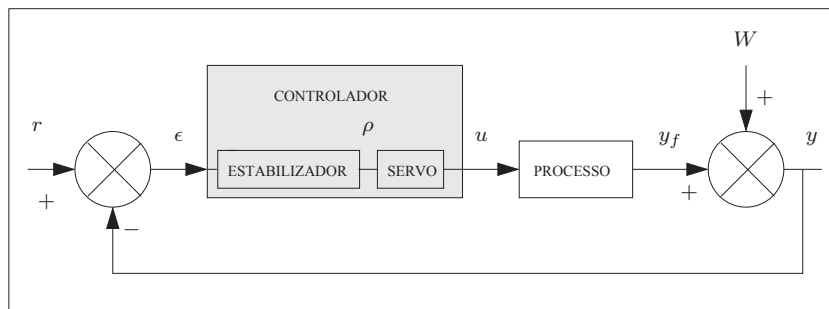 W
CONTROLADOR
r
ϵ
ρ
u
y_f
y
+
ESTABILIZADOR
SERVO
PROCESSO
+
+
−